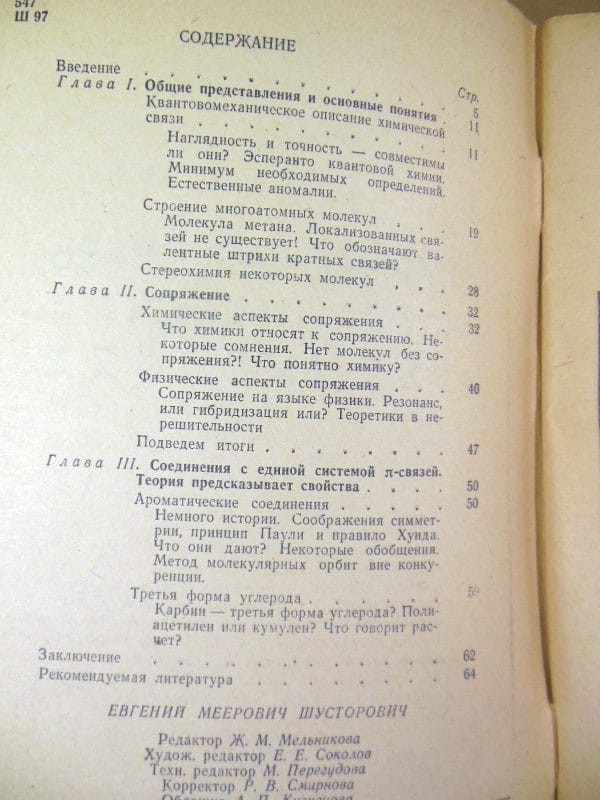 547
Ш 97
СОДЕРЖАНИЕ
Стр.
Введение . . . . . . . . . . 5
Глава I. Общие представления и основные понятия . 11
Квантовомеханическое описание химической
связи . . . . . . . . . . 11
Наглядность и точность — совместимы
ли они? Эсперанто квантовой химии.
Минимум необходимых определений.
Естественные аномалии.
Строение многоатомных молекул . . . 19
Молекула метана. Локализованных свя-
зей не существует! Что обозначают ва-
лентные штрихи кратных связей?
Стереохимия некоторых молекул . . . 28
Глава II. Сопряжение . . . . . . . . 32
Химические аспекты сопряжения . . . 32
Что химики относят к сопряжению. Не-
которые сомнения. Нет молекул без со-
пряжения?! Что понятно химику?
Физические аспекты сопряжения . . . 40
Сопряжение на языке физики. Резонанс,
или гибридизация или? Теоретики в не-
решительности
Подведем итоги . . . . . . . 47
Глава III. Соединения с единой системой π-связей.
Теория предсказывает свойства . . . . 50
Ароматические соединения . . . . . 50
Немного истории. Соображения симмет-
рии, принцип Паули и правило Хунда.
Что они дают? Некоторые обобщения.
Метод молекулярных орбит вне конку-
ренции.
Третья форма углерода . . . . . . 59
Карбин — третья форма углерода? Поли-
ацетилен или кумулен? Что говорит рас-
чет?
Заключение . . . . . . . . . 62
Рекомендуемая литература . . . . . . 64
ЕВГЕНИЙ МЕЕРОВИЧ ШУСТОРОВИЧ
Редактор Ж. М. Мельникова
Худож. редактор Е. Е. Соколов
Техн. редактор М. Перегудова
Корректор Р. В. Смирнова
Обложка А. П. Кузнецова